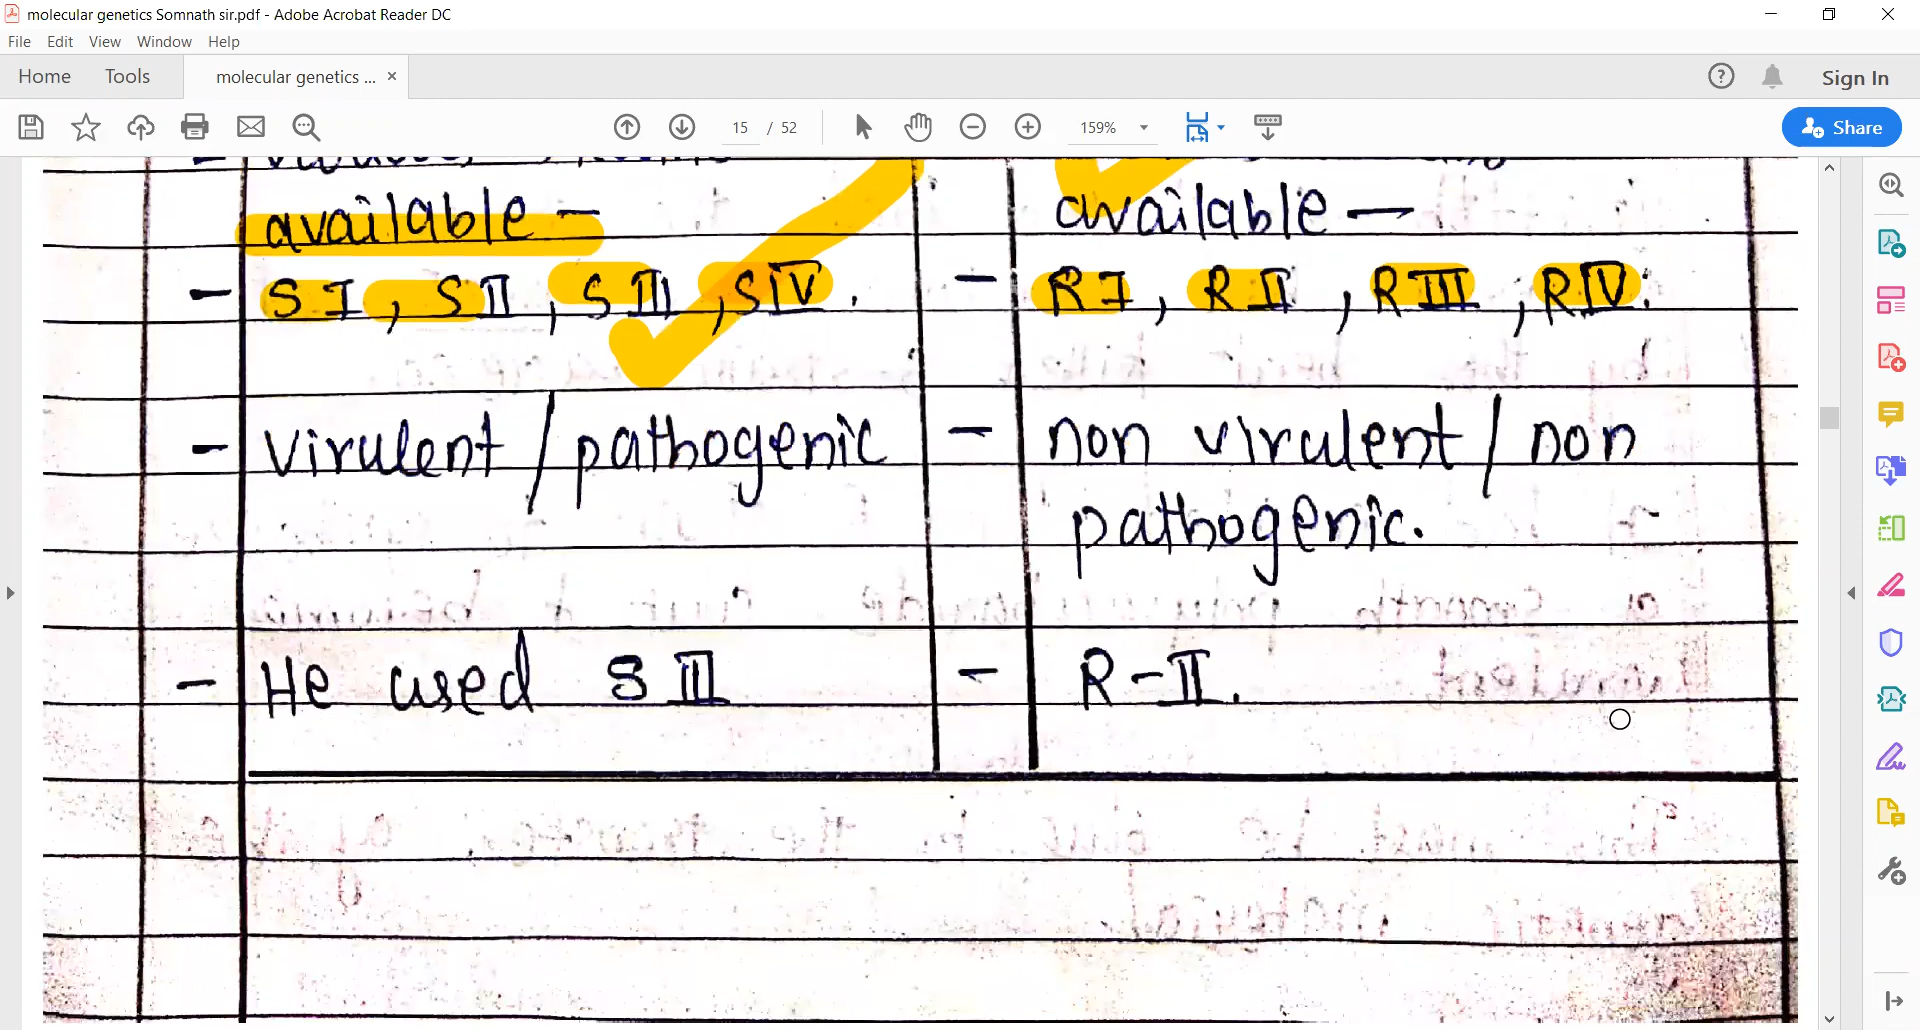 molecular genetics Somnath sir.pdf - Adobe Acrobat Reader DC
File Edit View Window Help
Home Tools molecular genetics ... ×
? Sign In
15 / 52 159% Share
available — available —
- S I , S II , S III , S IV . - R I , R II , R III , R IV .
- virulent / pathogenic - non virulent / non
pathogenic.
- He used S III - R-II.